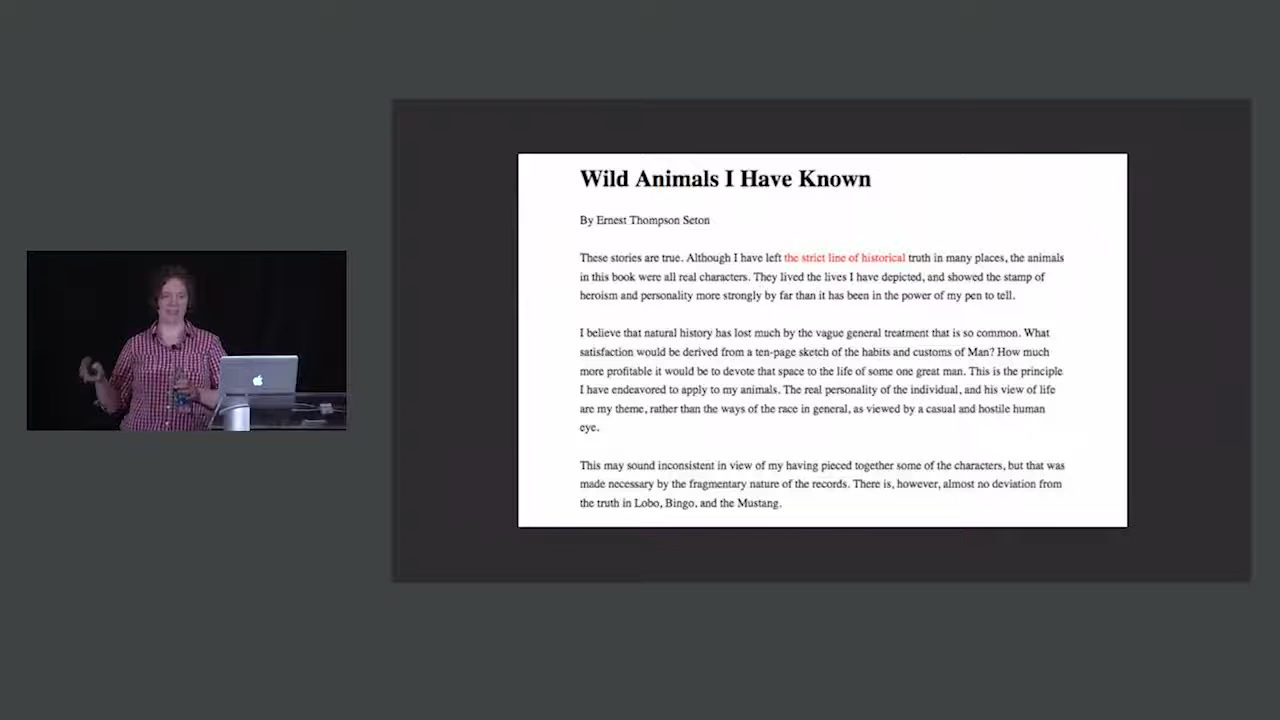 Wild Animals I Have Known
By Ernest Thompson Seton
These stories are true. Although I have left the strict line of historical truth in many places, the animals
in this book were all real characters. They lived the lives I have depicted, and showed the stamp of
heroism and personality more strongly by far than it has been in the power of my pen to tell.
I believe that natural history has lost much by the vague general treatment that is so common. What
satisfaction would be derived from a ten-page sketch of the habits and customs of Man? How much
more profitable it would be to devote that space to the life of some one great man. This is the principle
I have endeavored to apply to my animals. The real personality of the individual, and his view of life
are my theme, rather than the ways of the race in general, as viewed by a casual and hostile human
eye.
This may sound inconsistent in view of my having pieced together some of the characters, but that was
made necessary by the fragmentary nature of the records. There is, however, almost no deviation from
the truth in Lobo, Bingo, and the Mustang.